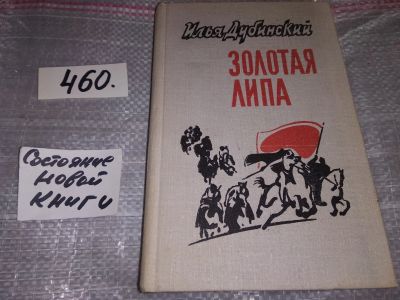 Илья Дубинский
ЗОЛОТАЯ
ЛИПА
460.
Состояние
новой
книги